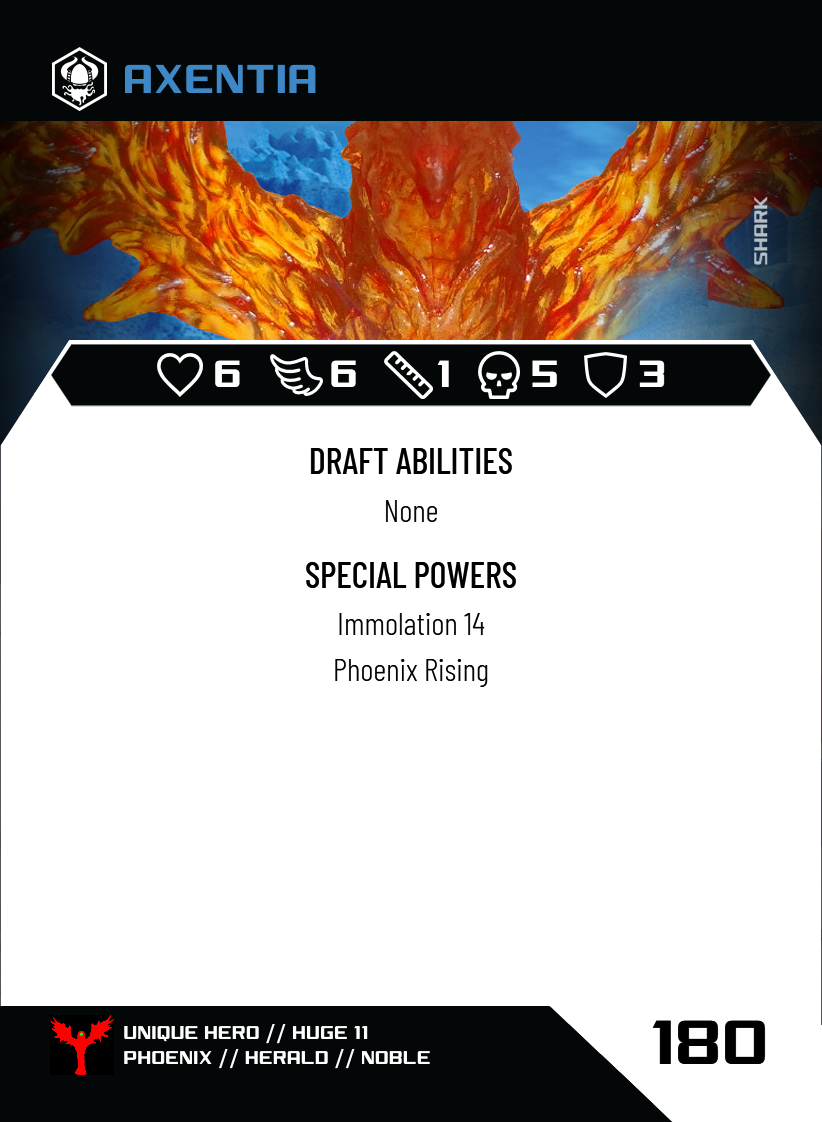 AXENTIA
SHARK
6 6 1 5 3
DRAFT ABILITIES
None
SPECIAL POWERS
Immolation 14
Phoenix Rising
UNIQUE HERO // HUGE 11
PHOENIX // HERALD // NOBLE
180